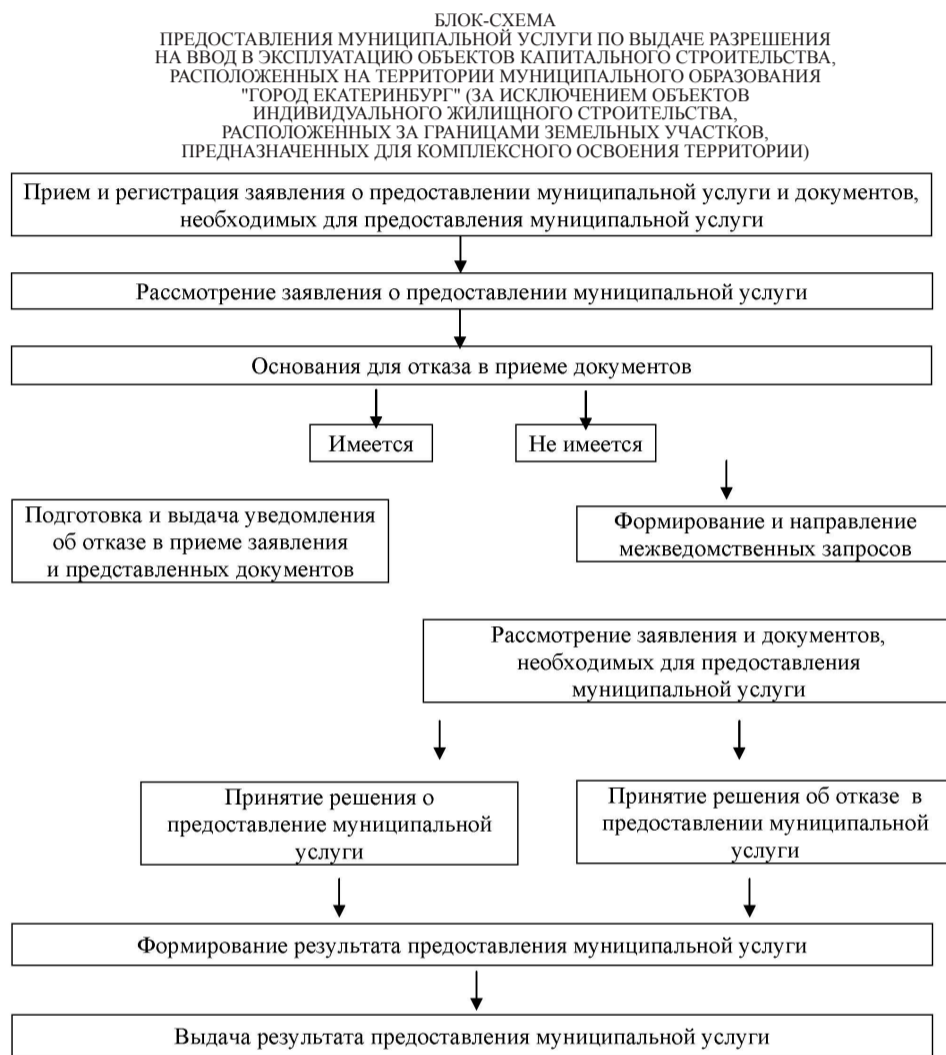 БЛОК-СХЕМА
ПРЕДОСТАВЛЕНИЯ МУНИЦИПАЛЬНОЙ УСЛУГИ ПО ВЫДАЧЕ РАЗРЕШЕНИЯ
НА ВВОД В ЭКСПЛУАТАЦИЮ ОБЪЕКТОВ КАПИТАЛЬНОГО СТРОИТЕЛЬСТВА,
РАСПОЛОЖЕННЫХ НА ТЕРРИТОРИИ МУНИЦИПАЛЬНОГО ОБРАЗОВАНИЯ
"ГОРОД ЕКАТЕРИНБУРГ" (ЗА ИСКЛЮЧЕНИЕМ ОБЪЕКТОВ
ИНДИВИДУАЛЬНОГО ЖИЛИЩНОГО СТРОИТЕЛЬСТВА,
РАСПОЛОЖЕННЫХ ЗА ГРАНИЦАМИ ЗЕМЕЛЬНЫХ УЧАСТКОВ,
ПРЕДНАЗНАЧЕННЫХ ДЛЯ КОМПЛЕКСНОГО ОСВОЕНИЯ ТЕРРИТОРИИ)
Прием и регистрация заявления о предоставлении муниципальной услуги и документов,
необходимых для предоставления муниципальной услуги
Рассмотрение заявления о предоставлении муниципальной услуги
Основания для отказа в приеме документов
Имеется
Не имеется
Подготовка и выдача уведомления
об отказе в приеме заявления
и представленных документов
Формирование и направление
межведомственных запросов
Рассмотрение заявления и документов,
необходимых для предоставления
муниципальной услуги
Принятие решения о
предоставление муниципальной
услуги
Принятие решения об отказе в
предоставлении муниципальной
услуги
Формирование результата предоставления муниципальной услуги
Выдача результата предоставления муниципальной услуги